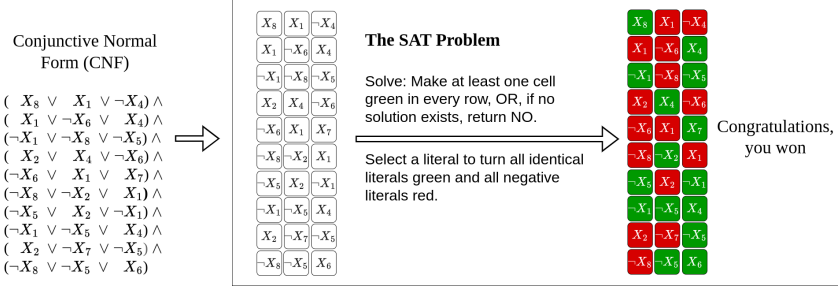 Conjunctive Normal
Form (CNF)
( X₈ ∨ X₁ ∨ ¬X₄) ∧
( X₁ ∨ ¬X₆ ∨ X₄) ∧
(¬X₁ ∨ ¬X₈ ∨ ¬X₅) ∧
( X₂ ∨ X₄ ∨ ¬X₆) ∧
(¬X₆ ∨ X₁ ∨ X₇) ∧
(¬X₈ ∨ ¬X₂ ∨ X₁) ∧
(¬X₅ ∨ X₂ ∨ ¬X₁) ∧
(¬X₁ ∨ ¬X₅ ∨ X₄) ∧
( X₂ ∨ ¬X₇ ∨ ¬X₅) ∧
(¬X₈ ∨ ¬X₅ ∨ X₆)
X₈ X₁ ¬X₄
X₁ ¬X₆ X₄
¬X₁ ¬X₈ ¬X₅
X₂ X₄ ¬X₆
¬X₆ X₁ X₇
¬X₈ ¬X₂ X₁
¬X₅ X₂ ¬X₁
¬X₁ ¬X₅ X₄
X₂ ¬X₇ ¬X₅
¬X₈ ¬X₅ X₆
The SAT Problem
Solve: Make at least one cell
green in every row, OR, if no
solution exists, return NO.
Select a literal to turn all identical
literals green and all negative
literals red.
X₈ X₁ ¬X₄
X₁ ¬X₆ X₄
¬X₁ ¬X₈ ¬X₅
X₂ X₄ ¬X₆
¬X₆ X₁ X₇
¬X₈ ¬X₂ X₁
¬X₅ X₂ ¬X₁
¬X₁ ¬X₅ X₄
X₂ ¬X₇ ¬X₅
¬X₈ ¬X₅ X₆
Congratulations,
you won